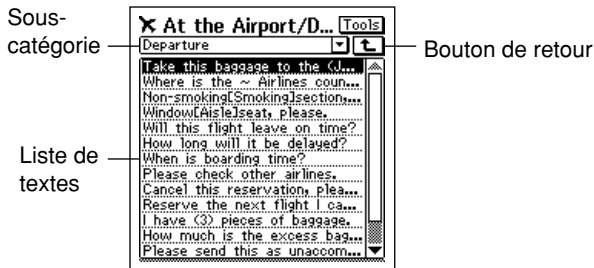 Sous-
catégorie
At the Airport/D... Tools
Departure
Bouton de retour
Take this baggage to the (J...
Where is the ~ Airlines coun...
Non-smoking[Smoking]section,...
Window[Aisle]seat, please.
Will this flight leave on time?
How long will it be delayed?
Liste de
textes
When is boarding time?
Please check other airlines.
Cancel this reservation, plea...
Reserve the next flight I ca...
I have (3) pieces of baggage.
How much is the excess bag...
Please send this as unaccom...